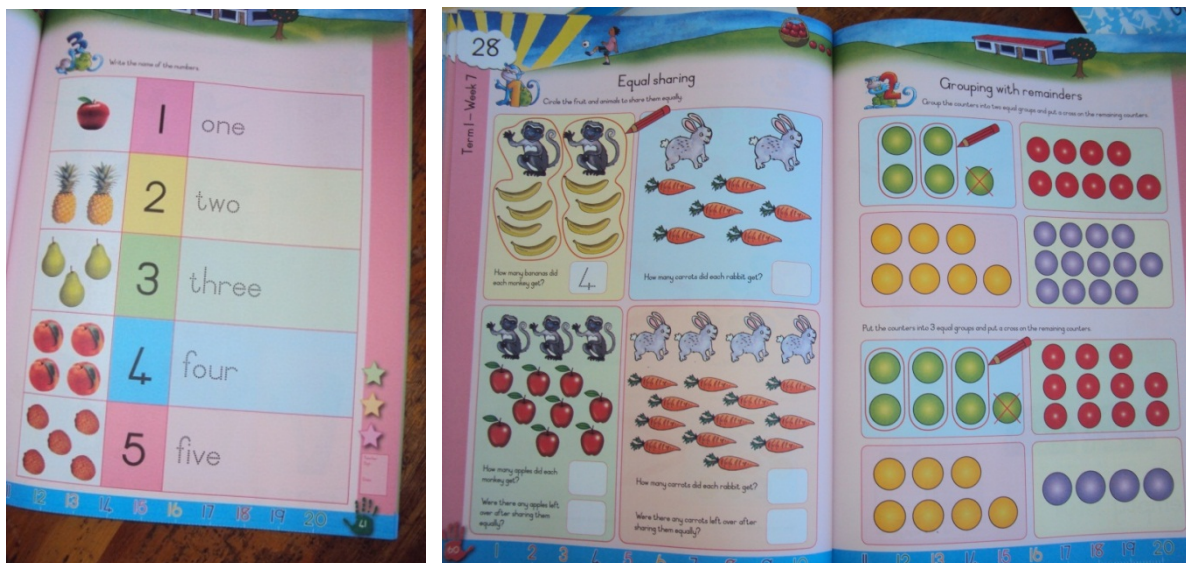 Write the name of the numbers.
1 one
2 two
3 three
4 four
5 five
11 12 13 14 15 16 17 18 19 20
61
28
Term 1 – Week 7
1
Equal sharing
Circle the fruit and animals to share them equally.
How many bananas did
each monkey get?
4
How many carrots did each rabbit get?
How many apples did each
monkey get?
Were there any apples left
over after sharing them
equally?
How many carrots did each rabbit get?
Were there any carrots left over after
sharing them equally?
60
1 2 3 4 5 6 7 8 9 10
2
Grouping with remainders
Group the counters into two equal groups and put a cross on the remaining counters.
Put the counters into 3 equal groups and put a cross on the remaining counters.
11 12 13 14 15 16 17 18 19 20